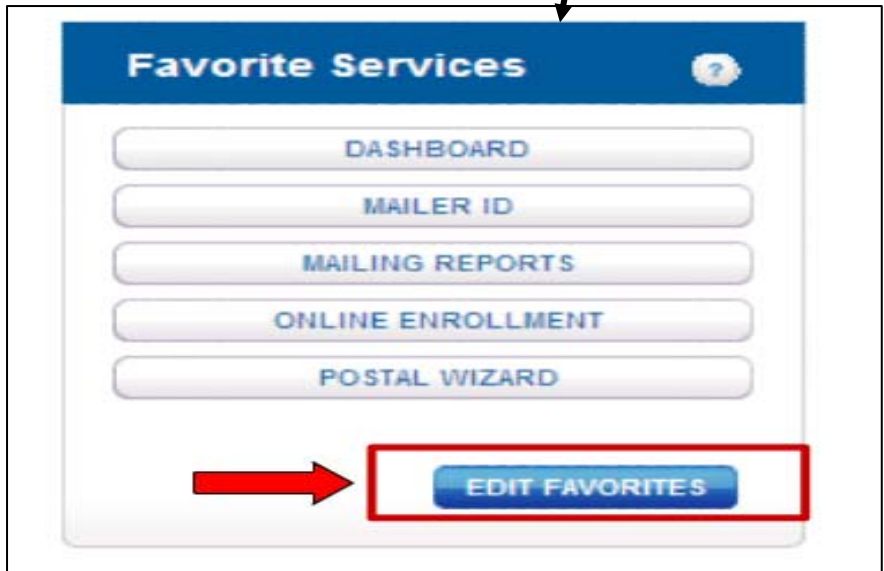 Favorite Services ?
DASHBOARD
MAILER ID
MAILING REPORTS
ONLINE ENROLLMENT
POSTAL WIZARD
EDIT FAVORITES